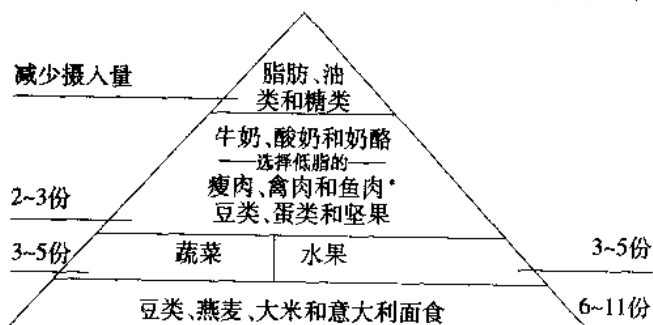 减少摄入量
脂肪、油
类和糖类
牛奶、酸奶和奶酪
选择低脂的
瘦肉、禽肉和鱼肉*
2~3份
豆类、蛋类和坚果
3~5份
蔬菜
水果
3~5份
豆类、燕麦、大米和意大利面食
6~11份